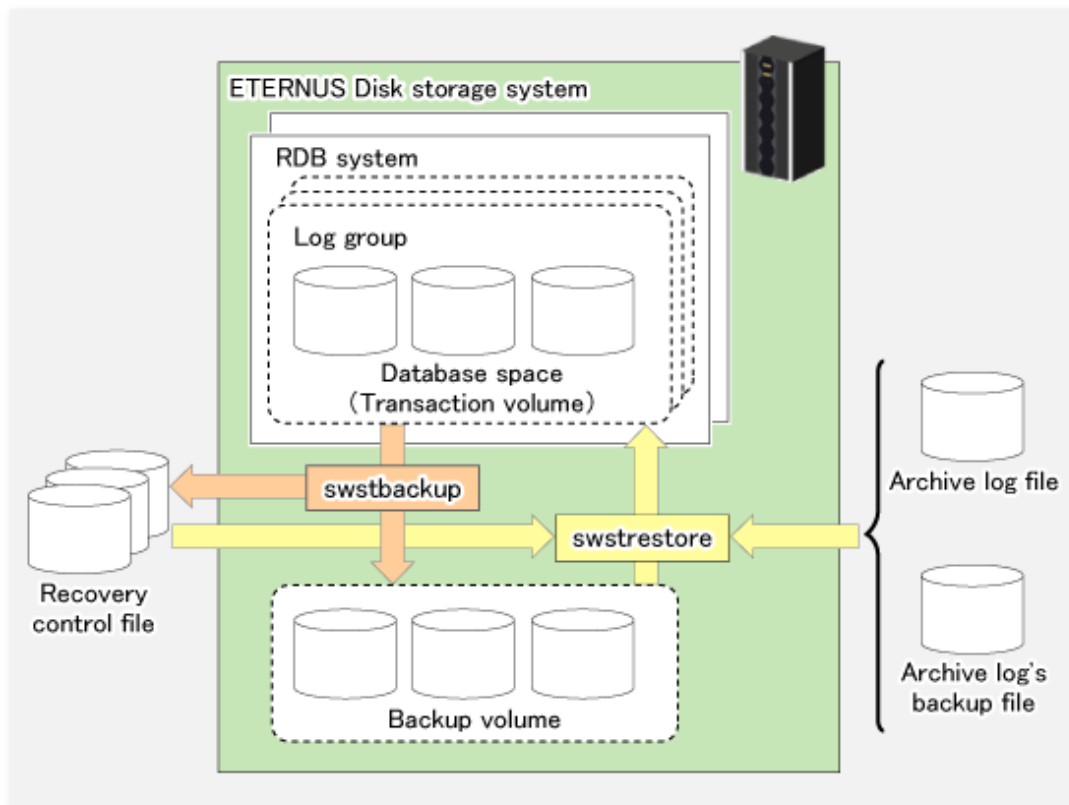 ETERNUS Disk storage system
RDB system
Log group
Database space
(Transaction volume)
swstbackup
swstrestore
Recovery
control file
Archive log file
Archive log's
backup file
Backup volume